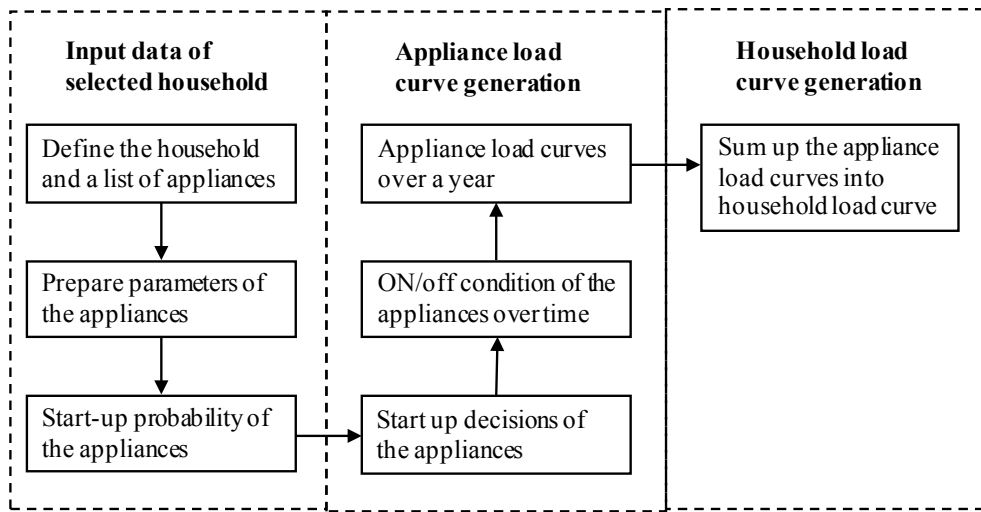 Input data of
selected household
Define the household
and a list of appliances
Prepare parameters of
the appliances
Start-up probability of
the appliances
Appliance load
curve generation
Appliance load curves
over a year
ON/off condition of the
appliances over time
Start up decisions of
the appliances
Household load
curve generation
Sum up the appliance
load curves into
household load curve